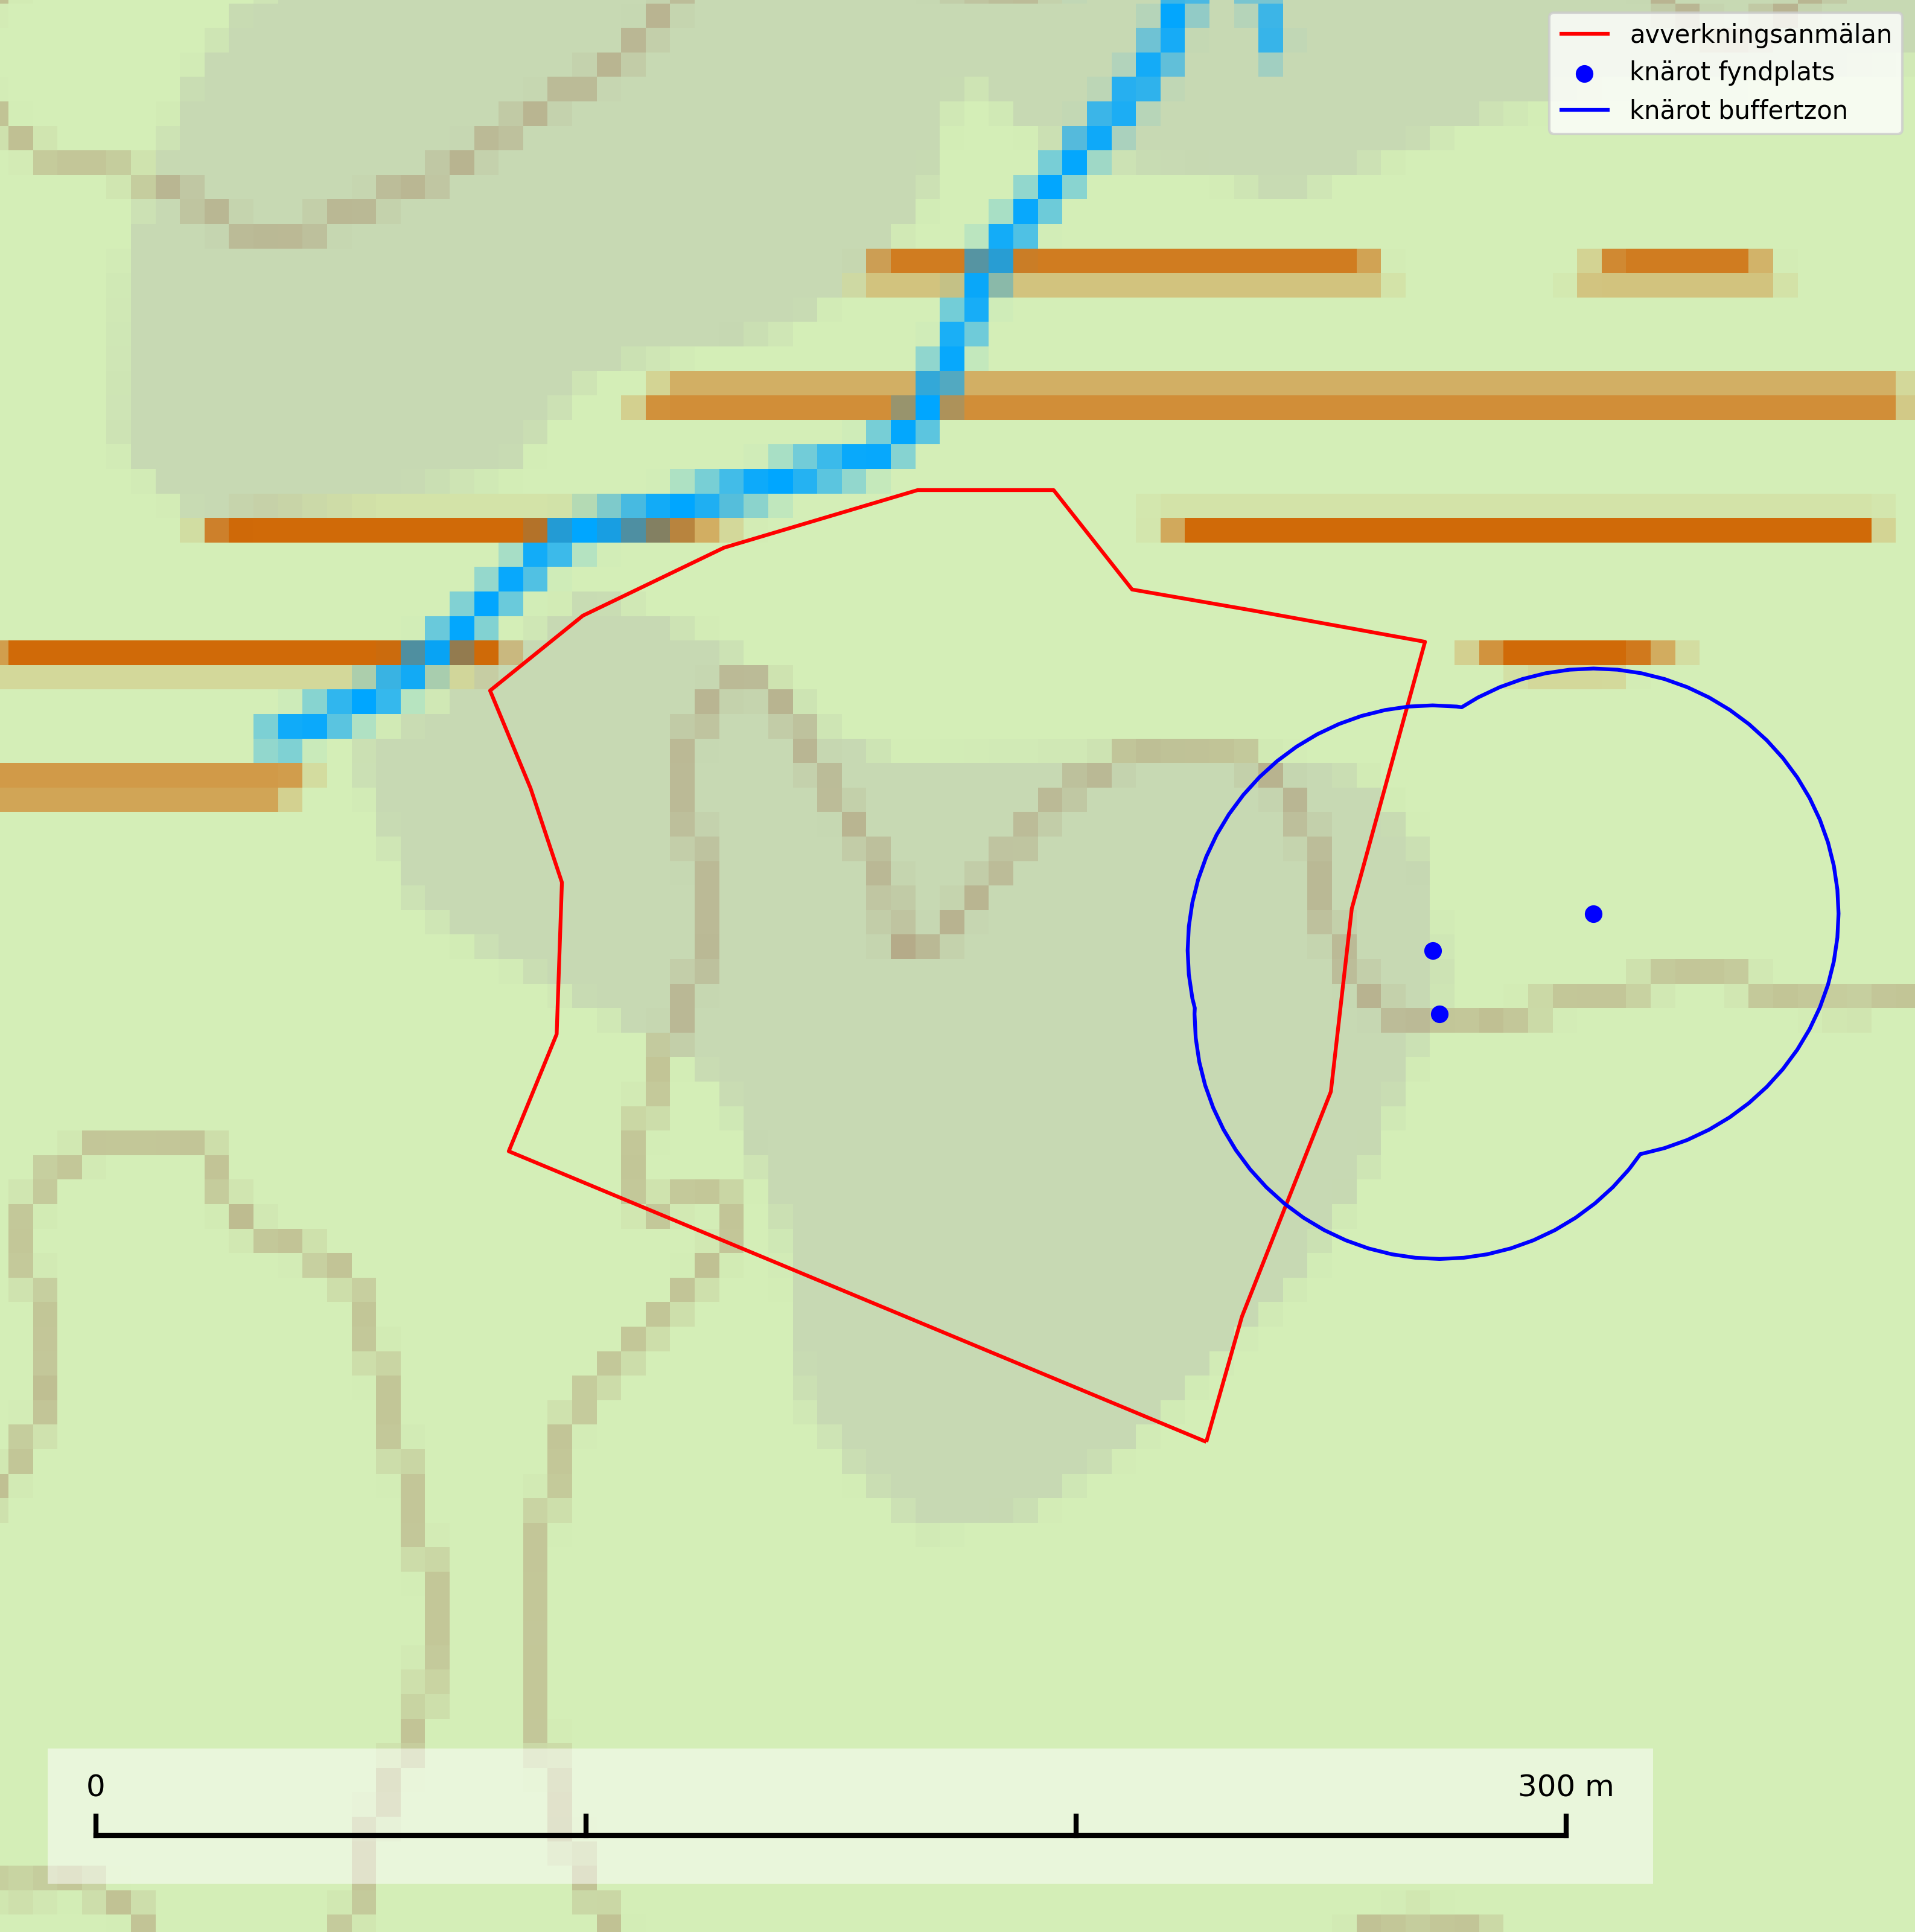 avverkningsanmälan
knärot fyndplats
knärot buffertzon
0 300 m